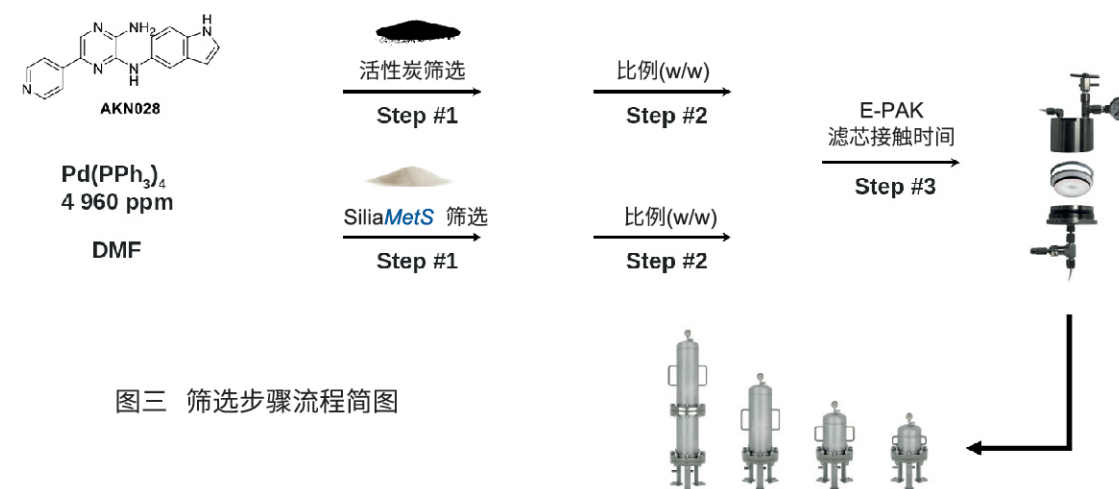 H
N
N
NH₂
N
N
H
N
AKN028
Pd(PPh₃)₄
4 960 ppm
DMF
活性炭筛选
Step #1
比例(w/w)
Step #2
SiliaMetS 筛选
Step #1
比例(w/w)
Step #2
E-PAK
滤芯接触时间
Step #3
图三 筛选步骤流程简图